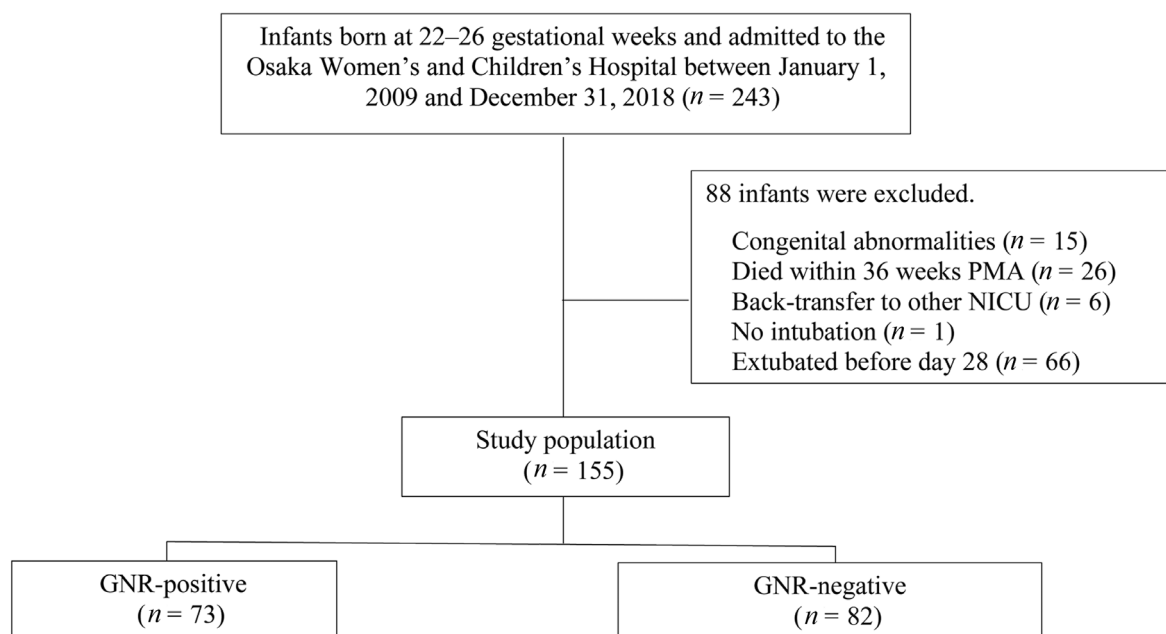 Infants born at 22–26 gestational weeks and admitted to the
Osaka Women's and Children's Hospital between January 1,
2009 and December 31, 2018 (n = 243)
88 infants were excluded.
Congenital abnormalities (n = 15)
Died within 36 weeks PMA (n = 26)
Back-transfer to other NICU (n = 6)
No intubation (n = 1)
Extubated before day 28 (n = 66)
Study population
(n = 155)
GNR-positive
(n = 73)
GNR-negative
(n = 82)